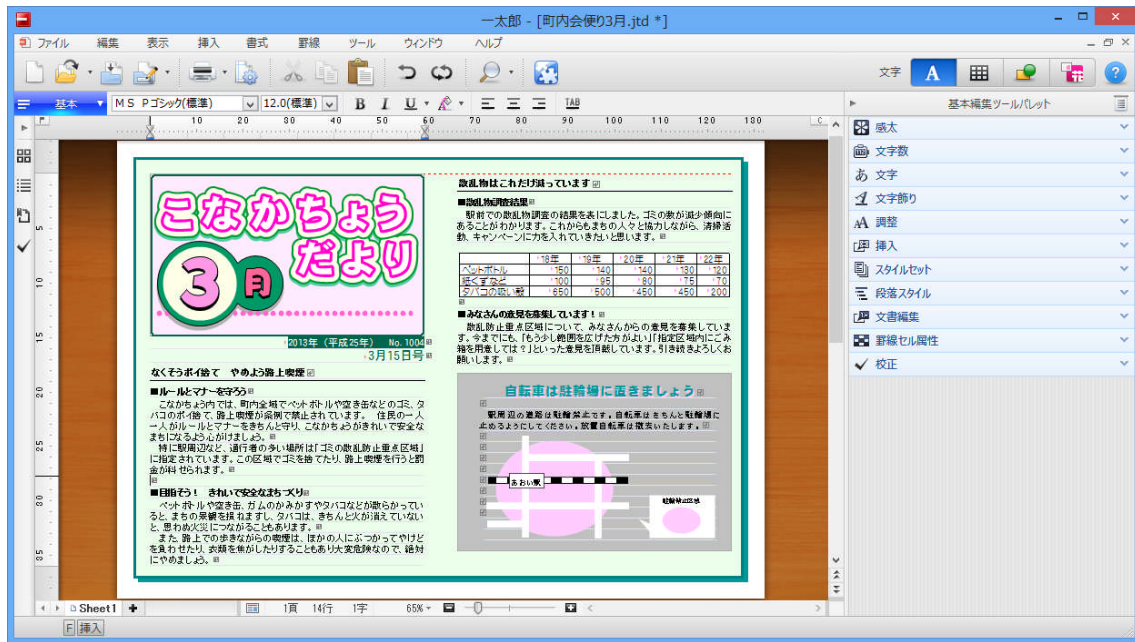 一太郎 - [町内会便り3月.jtd *]
ファイル 編集 表示 挿入 書式 罫線 ツール ウィンドウ ヘルプ
文字 A
基本 MS Pゴシック(標準) 12.0(標準) B I U TAB
基本編集ツールパレット
10 20 30 40 50 60 70 80 90 100 110 120 130
感太
文字数
文字
文字飾り
調整
挿入
スタイルセット
段落スタイル
文書編集
罫線セル属性
校正
こなかちょう
だより
3月
2013年(平成25年) No.1004
3月15日号
なくそうポイ捨て やめよう路上喫煙
■ルールとマナーを守ろう
こなかちょう内では、町内全域でペットボトルや空き缶などのゴミ、タ
バコのポイ捨て、路上喫煙が条例で禁止されています。 住民の一人
一人がルールとマナーをきちんと守り、こなかちょうがきれいで安全な
まちになるよう心がけましょう。
特に駅周辺など、通行者の多い場所は「ゴミの散乱防止重点区域」
に指定されています。この区域でゴミを捨てたり、路上喫煙を行うと罰
金が科せられます。
■目指そう! きれいで安全なまちづくり
ペットボトルや空き缶、ガムのかみかすやタバコなどが散らかってい
ると、まちの景観を損ねますし、タバコは、きちんと火が消えていない
と、思わぬ火災につながることもあります。
また、路上での歩きながらの喫煙は、ほかの人にぶつかってやけど
を負わせたり、衣類を焦がしたりすることもあり大変危険なので、絶対
にやめましょう。
散乱物はこれだけ減っています
■散乱物調査結果
駅前での散乱物調査の結果を表にしました。ゴミの数が減少傾向に
あることがわかります。これからもまちの人々と協力しながら、清掃活
動、キャンペーンに力を入れていきたいと思います。
'18年 '19年 '20年 '21年 '22年
ペットボトル 150 140 140 130 120
紙くずなど 100 95 80 75 70
タバコの吸い殻 650 500 450 450 200
■みなさんの意見を募集しています!
散乱防止重点区域について、みなさんからの意見を募集していま
す。今までにも、「もう少し範囲を広げた方がよい」「指定区域内にごみ
箱を用意しては?」といった意見を頂戴しています。引き続きよろしくお
願いします。
自転車は駐輪場に置きましょう
駅周辺の道路は駐輪禁止です。自転車はきちんと駐輪場に
止めるようにしてください。放置自転車は撤去いたします。
あおい駅
駐輪禁止区域
Sheet1 1頁 14行 1字 65%
F 挿入